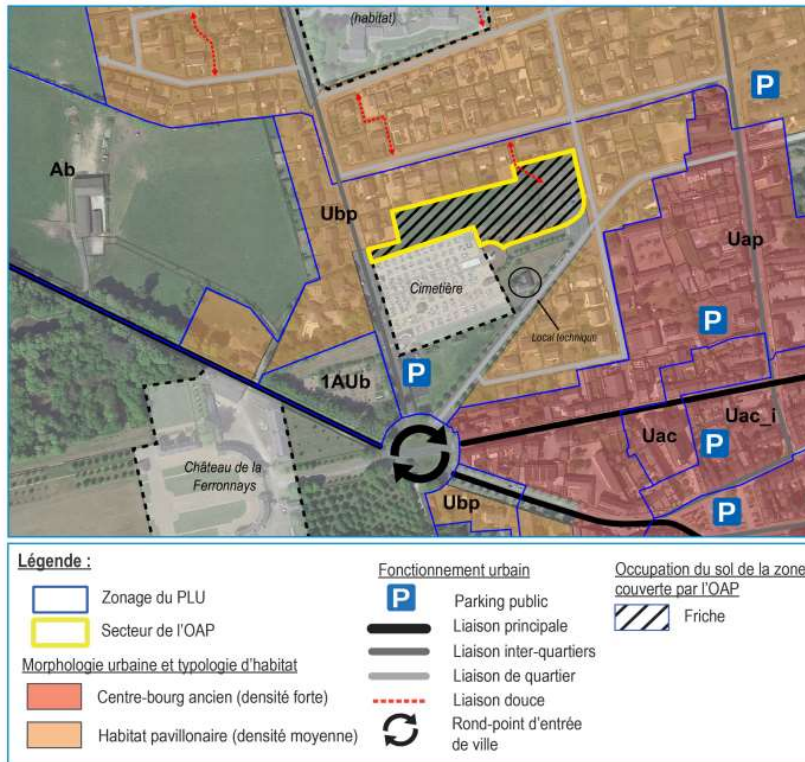 (habitat)
P
Ab
Ubp
Uap
Cimetière
Local technique
P
1AUb
P
Château de la
Ferronnays
Uac
Uac_i
P
Ubp
P
Légende :
Zonage du PLU
Secteur de l'OAP
Morphologie urbaine et typologie d'habitat
Centre-bourg ancien (densité forte)
Habitat pavillonaire (densité moyenne)
Fonctionnement urbain
P
Parking public
Liaison principale
Liaison inter-quartiers
Liaison de quartier
Liaison douce
Rond-point d'entrée
de ville
Occupation du sol de la zone
couverte par l'OAP
Friche